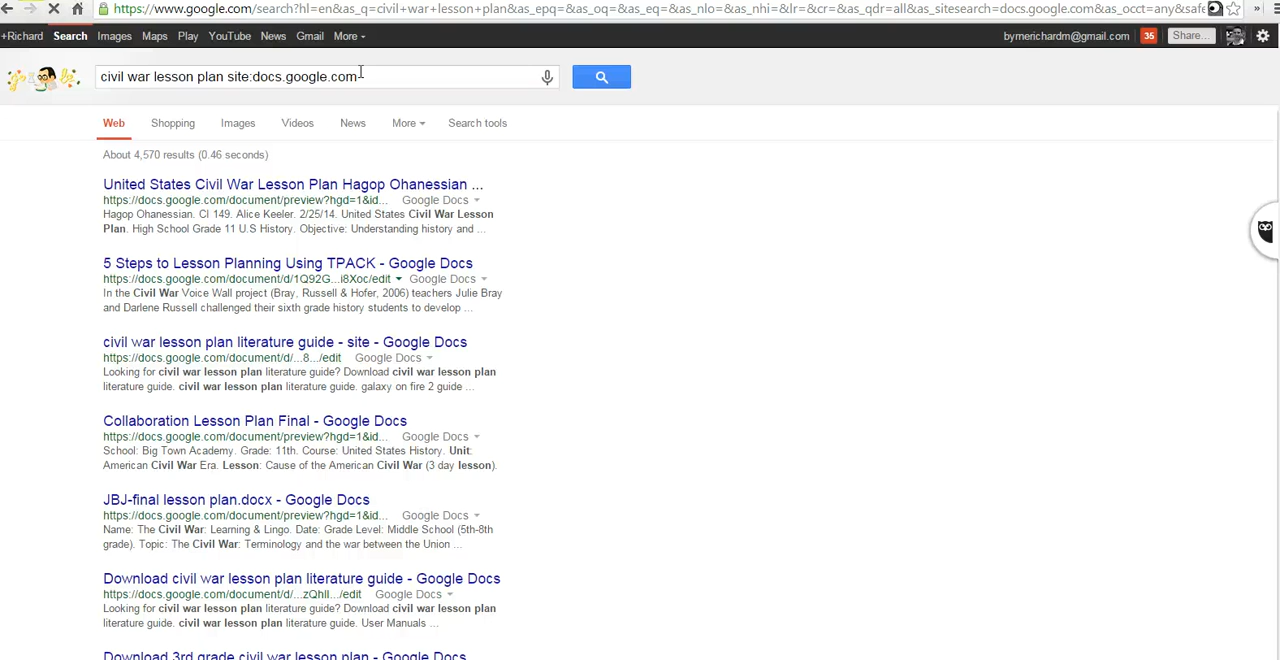 https://www.google.com/search?hl=en&as_q=civil+war+lesson+plan&as_epq=&as_oq=&as_eq=&as_nlo=&as_nhi=&lr=&cr=&as_qdr=all&as_sitesearch=docs.google.com&as_occt=any&safe
+Richard Search Images Maps Play YouTube News Gmail More byrnerichardm@gmail.com 35 Share...
civil war lesson plan site:docs.google.com
Web Shopping Images Videos News More Search tools
About 4,570 results (0.46 seconds)
United States Civil War Lesson Plan Hagop Ohanessian ...
https://docs.google.com/document/preview?hgd=1&id... Google Docs
Hagop Ohanessian. CI 149. Alice Keeler. 2/25/14. United States Civil War Lesson
Plan. High School Grade 11 U.S History. Objective: Understanding history and ...
5 Steps to Lesson Planning Using TPACK - Google Docs
https://docs.google.com/document/d/1Q92G...i8Xoc/edit Google Docs
In the Civil War Voice Wall project (Bray, Russell & Hofer, 2006) teachers Julie Bray
and Darlene Russell challenged their sixth grade history students to develop ...
civil war lesson plan literature guide - site - Google Docs
https://docs.google.com/document/d/...8.../edit Google Docs
Looking for civil war lesson plan literature guide? Download civil war lesson plan
literature guide. civil war lesson plan literature guide. galaxy on fire 2 guide ...
Collaboration Lesson Plan Final - Google Docs
https://docs.google.com/document/preview?hgd=1&id... Google Docs
School: Big Town Academy. Grade: 11th. Course: United States History. Unit:
American Civil War Era. Lesson: Cause of the American Civil War (3 day lesson).
JBJ-final lesson plan.docx - Google Docs
https://docs.google.com/document/preview?hgd=1&id... Google Docs
Name: The Civil War: Learning & Lingo. Date: Grade Level: Middle School (5th-8th
grade). Topic: The Civil War: Terminology and the war between the Union ...
Download civil war lesson plan literature guide - Google Docs
https://docs.google.com/document/d/...zQhlI.../edit Google Docs
Looking for civil war lesson plan literature guide? Download civil war lesson plan
literature guide. civil war lesson plan literature guide. User Manuals ...
Download 3rd grade civil war lesson plan - Google Docs